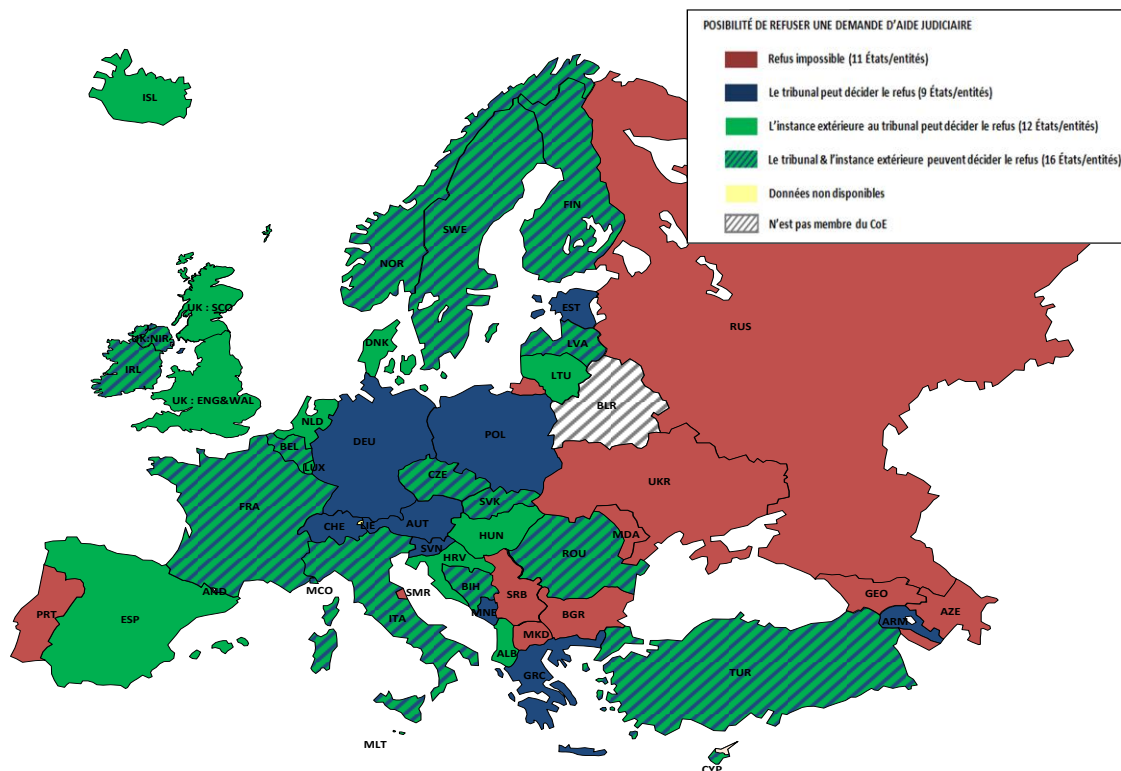 POSIBILITÉ DE REFUSER UNE DEMANDE D'AIDE JUDICIAIRE
Refus impossible (11 États/entités)
Le tribunal peut décider le refus (9 États/entités)
L'instance extérieure au tribunal peut décider le refus (12 États/entités)
Le tribunal & l'instance extérieure peuvent décider le refus (16 États/entités)
Données non disponibles
N'est pas membre du CoE
ISL
FIN
SWE
NOR
UK : SCO
EST
RUS
UK:NIR
DNK
LVA
IRL
LTU
UK : ENG&WAL
BLR
NLD
DEU
POL
BEL
LUX
CZE
UKR
SVK
FRA
CHE
LIE
AUT
HUN
MDA
SVN
HRV
ROU
AND
MCO
SMR
BIH
SRB
GEO
PRT
ESP
ITA
MNE
BGR
ARM
AZE
MKD
ALB
GRC
TUR
MLT
CYP